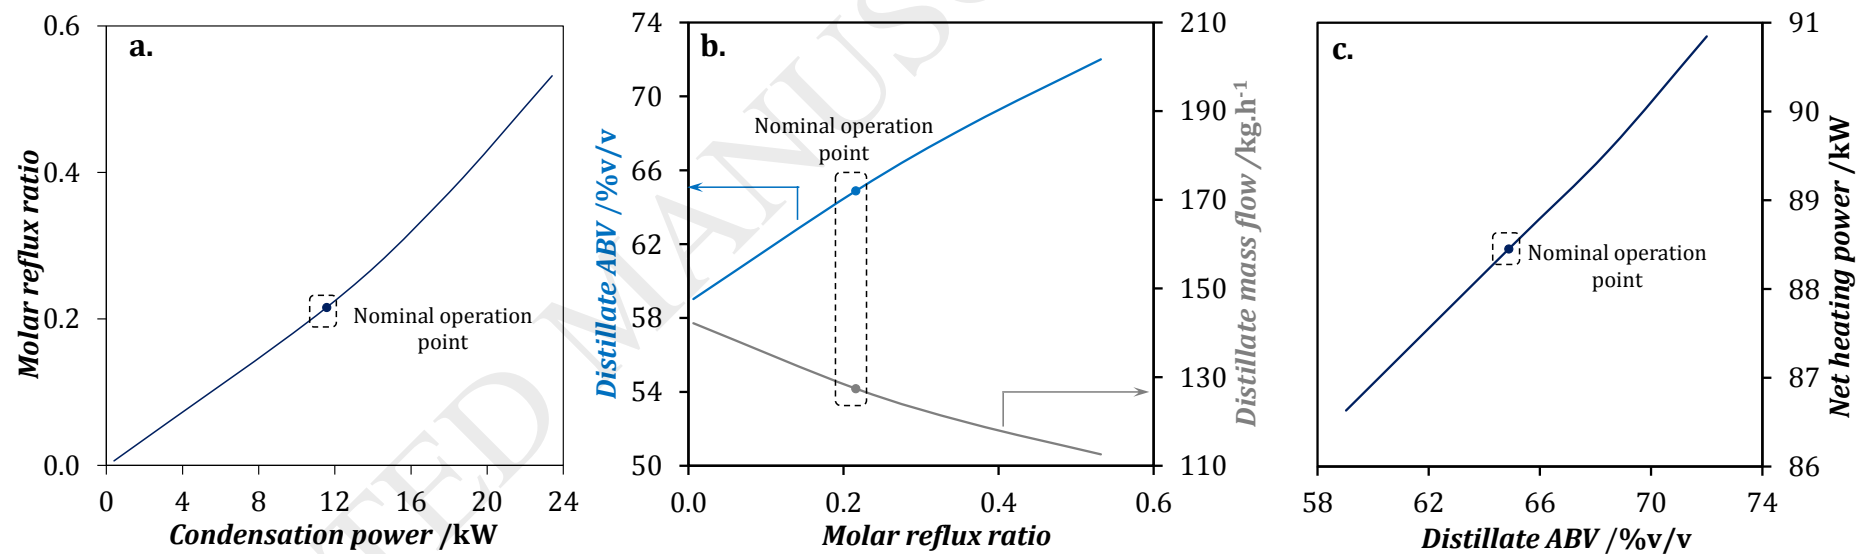 a.
0.6
0.4
0.2
0.0
0 4 8 12 16 20 24
Molar reflux ratio
Condensation power /kW
Nominal operation
point
b.
74
70
66
62
58
54
50
210
190
170
150
130
110
0.0 0.2 0.4 0.6
Distillate ABV /%v/v
Distillate mass flow /kg.h-1
Molar reflux ratio
Nominal operation
point
c.
91
90
89
88
87
86
58 62 66 70 74
Net heating power /kW
Distillate ABV /%v/v
Nominal operation
point
TED MANUS